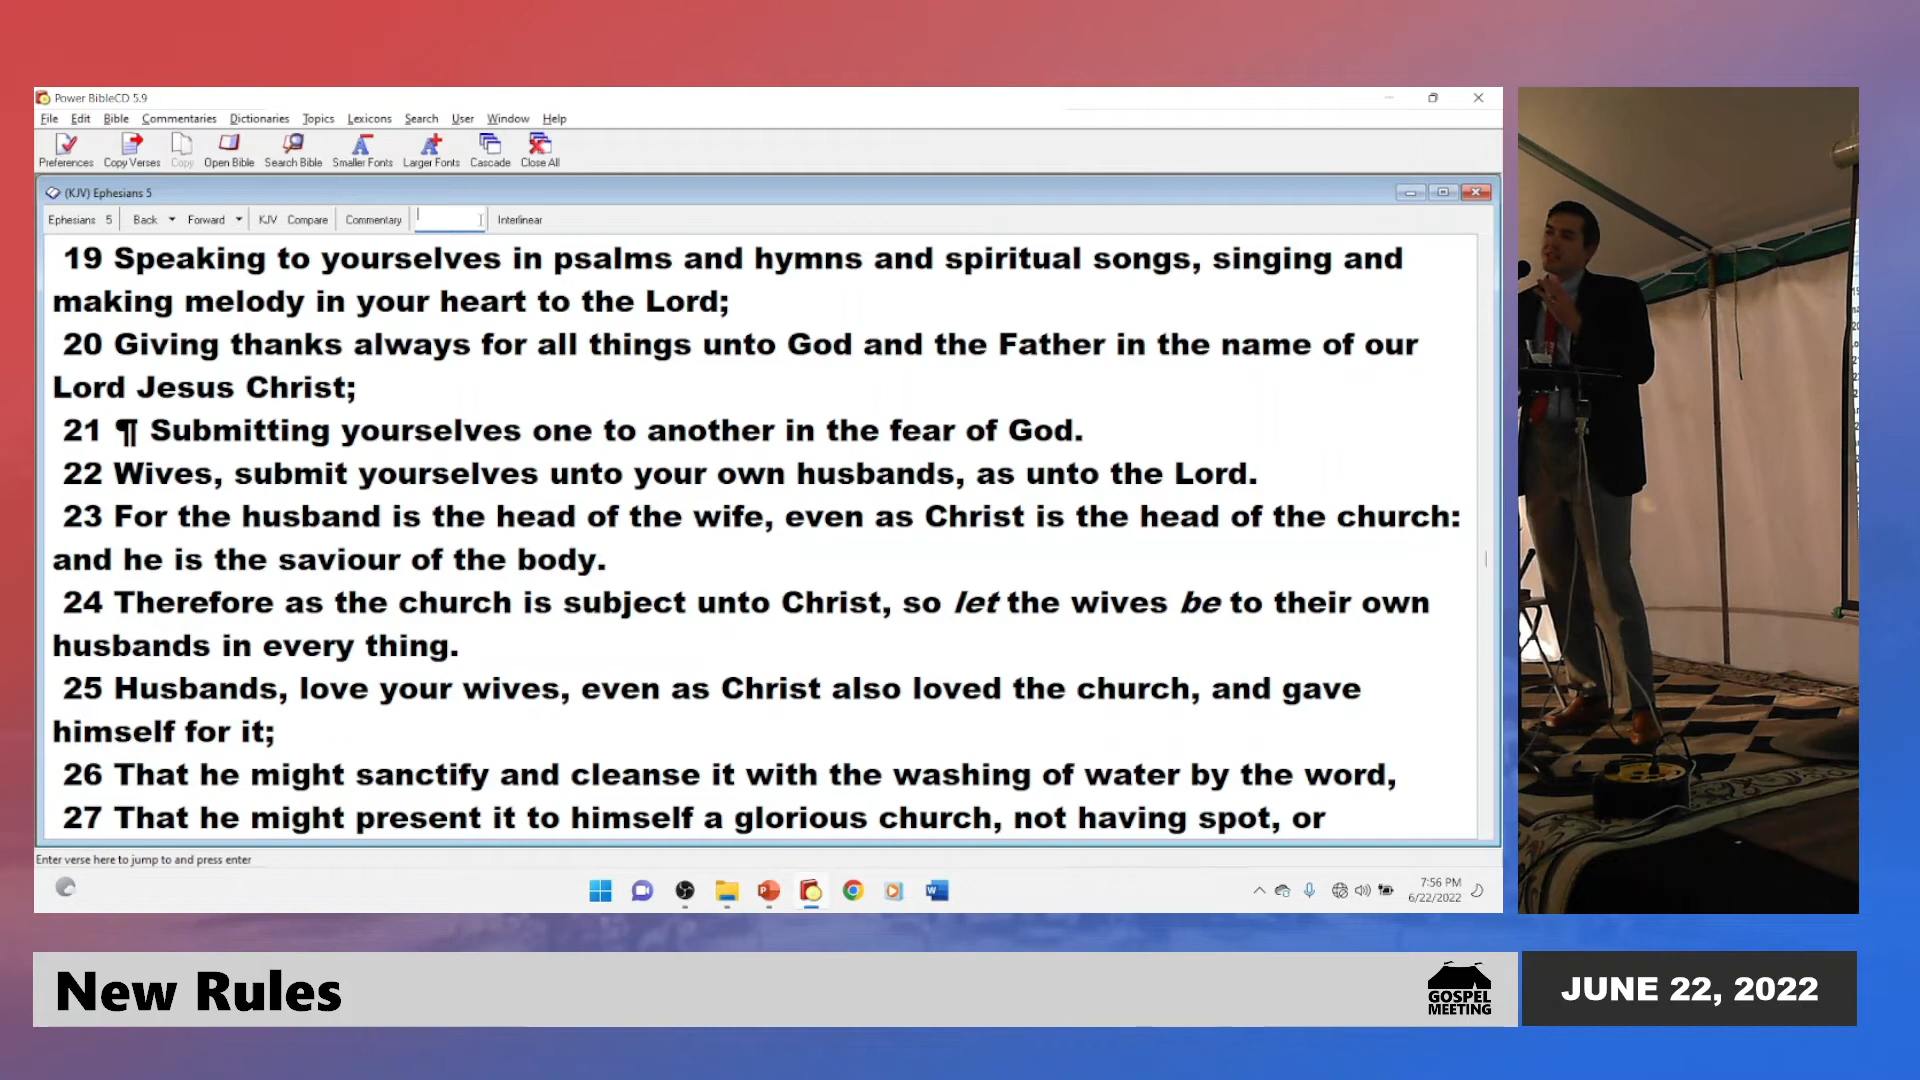 Power BibleCD 5.9
File Edit Bible Commentaries Dictionaries Topics Lexicons Search User Window Help
Preferences Copy Verses Copy Open Bible Search Bible Smaller Fonts Larger Fonts Cascade Close All
(KJV) Ephesians 5
Ephesians 5 Back Forward KJV Compare Commentary Interlinear
19 Speaking to yourselves in psalms and hymns and spiritual songs, singing and
making melody in your heart to the Lord;
20 Giving thanks always for all things unto God and the Father in the name of our
Lord Jesus Christ;
21 ¶ Submitting yourselves one to another in the fear of God.
22 Wives, submit yourselves unto your own husbands, as unto the Lord.
23 For the husband is the head of the wife, even as Christ is the head of the church:
and he is the saviour of the body.
24 Therefore as the church is subject unto Christ, so let the wives be to their own
husbands in every thing.
25 Husbands, love your wives, even as Christ also loved the church, and gave
himself for it;
26 That he might sanctify and cleanse it with the washing of water by the word,
27 That he might present it to himself a glorious church, not having spot, or
Enter verse here to jump to and press enter
7:56 PM
6/22/2022
New Rules
GOSPEL
MEETING
JUNE 22, 2022